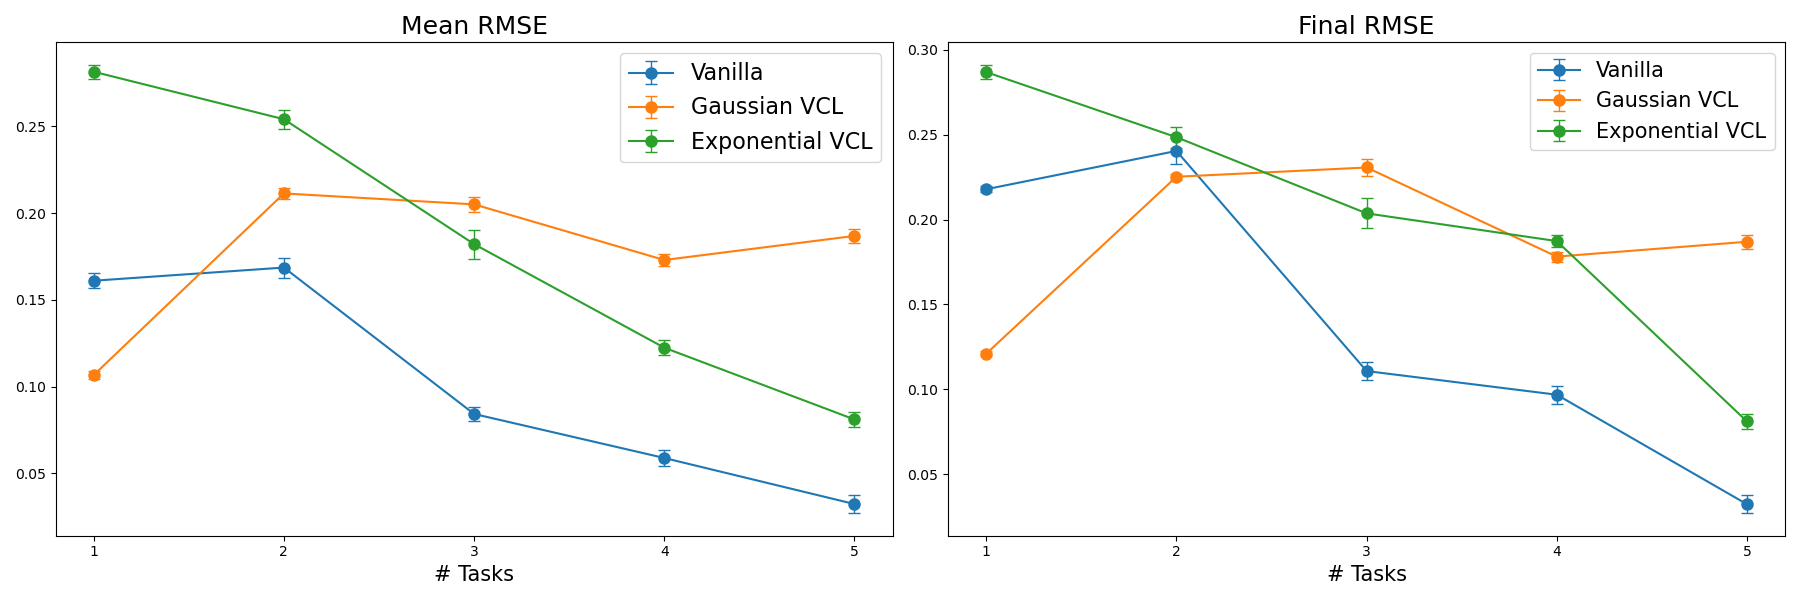 Mean RMSE
Vanilla
Gaussian VCL
Exponential VCL
0.25
0.20
0.15
0.10
0.05
1 2 3 4 5
# Tasks
Final RMSE
Vanilla
Gaussian VCL
Exponential VCL
0.30
0.25
0.20
0.15
0.10
0.05
1 2 3 4 5
# Tasks